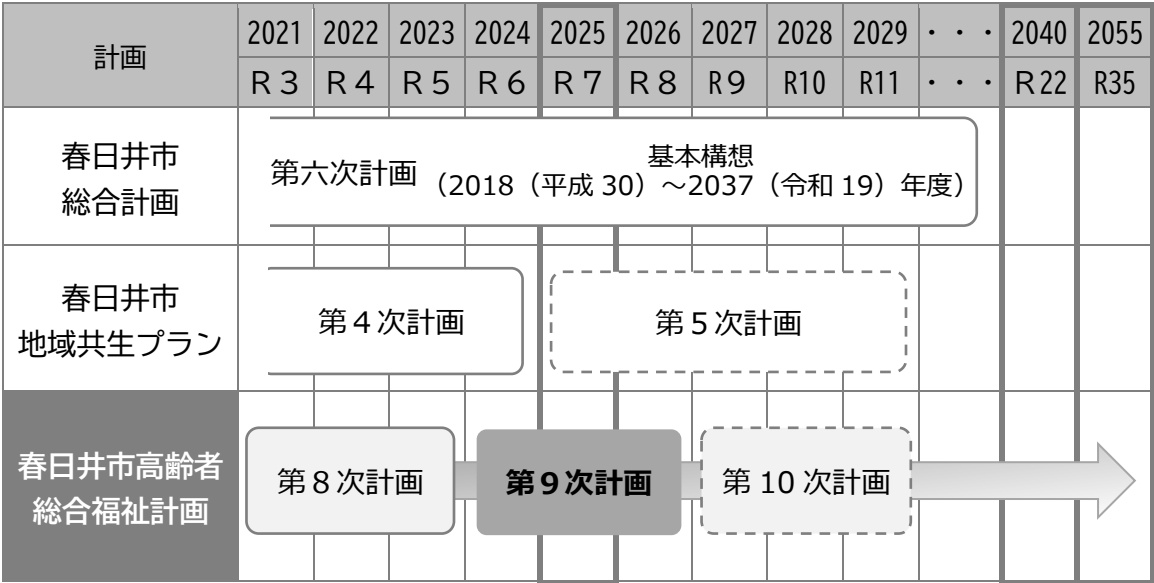 計画
2021 2022 2023 2024 2025 2026 2027 2028 2029 ・・・ 2040 2055
Ｒ３ Ｒ４ Ｒ５ Ｒ６ Ｒ７ Ｒ８ Ｒ９ R10 R11 ・・・ Ｒ22 R35
春日井市
総合計画
第六次計画
基本構想
（2018（平成 30）～2037（令和 19）年度）
春日井市
地域共生プラン
第４次計画
第５次計画
春日井市高齢者
総合福祉計画
第８次計画
第９次計画
第 10 次計画